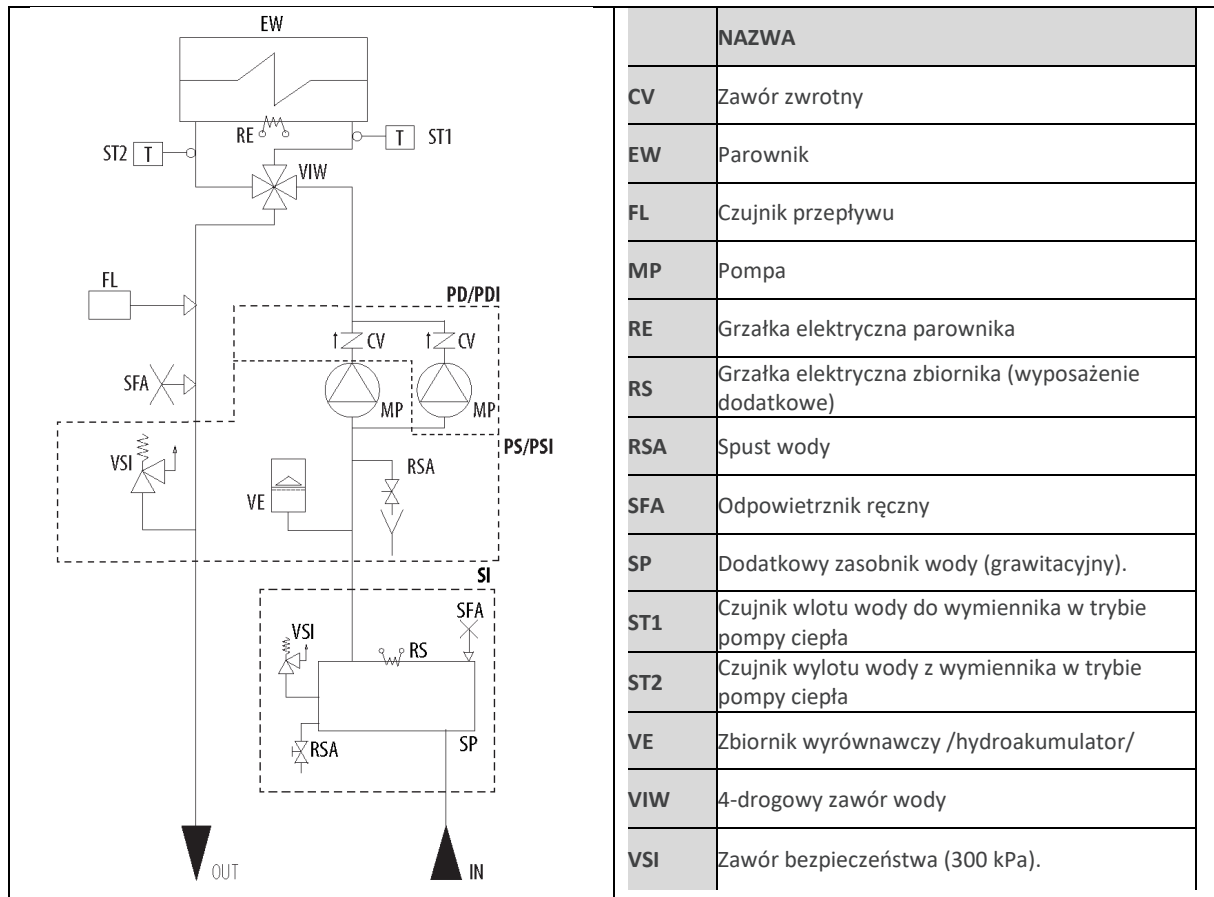 EW
RE
ST1
T
ST2
T
VIW
FL
PD/PDI
CV
CV
SFA
MP
MP
PS/PSI
VSI
RSA
VE
SI
SFA
VSI
RS
RSA
SP
OUT
IN
NAZWA
CV Zawór zwrotny
EW Parownik
FL Czujnik przepływu
MP Pompa
RE Grzałka elektryczna parownika
RS Grzałka elektryczna zbiornika (wyposażenie
dodatkowe)
RSA Spust wody
SFA Odpowietrznik ręczny
SP Dodatkowy zasobnik wody (grawitacyjny).
ST1 Czujnik wlotu wody do wymiennika w trybie
pompy ciepła
ST2 Czujnik wylotu wody z wymiennika w trybie
pompy ciepła
VE Zbiornik wyrównawczy /hydroakumulator/
VIW 4-drogowy zawór wody
VSI Zawór bezpieczeństwa (300 kPa).